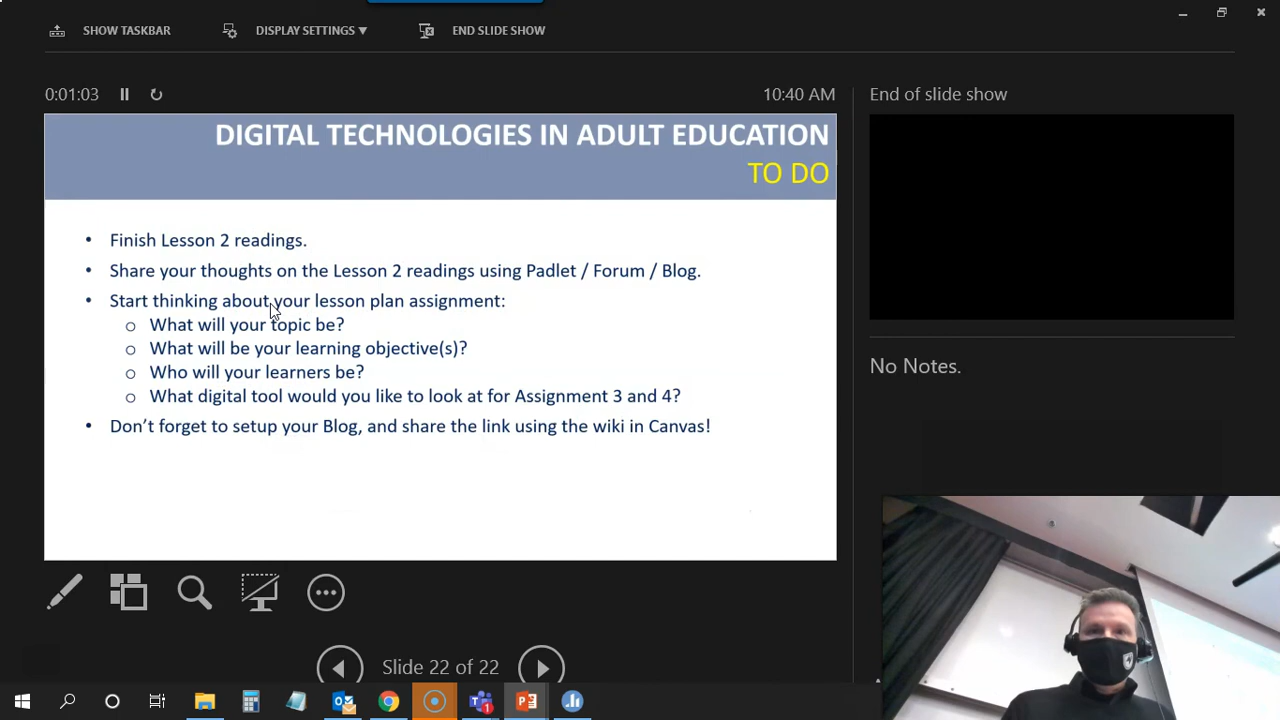 SHOW TASKBAR
DISPLAY SETTINGS ▼
END SLIDE SHOW
0:01:03
10:40 AM
DIGITAL TECHNOLOGIES IN ADULT EDUCATION
TO DO
• Finish Lesson 2 readings.
• Share your thoughts on the Lesson 2 readings using Padlet / Forum / Blog.
• Start thinking about your lesson plan assignment:
o What will your topic be?
o What will be your learning objective(s)?
o Who will your learners be?
o What digital tool would you like to look at for Assignment 3 and 4?
• Don't forget to setup your Blog, and share the link using the wiki in Canvas!
Slide 22 of 22
End of slide show
No Notes.